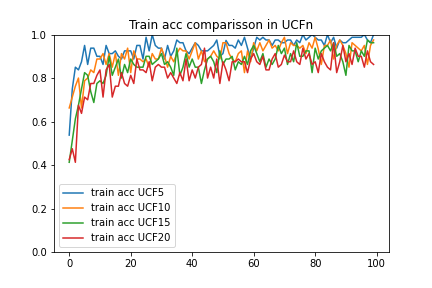 Train acc comparisson in UCFn
1.0
0.8
0.6
0.4
0.2
0.0
train acc UCF5
train acc UCF10
train acc UCF15
train acc UCF20
0 20 40 60 80 100